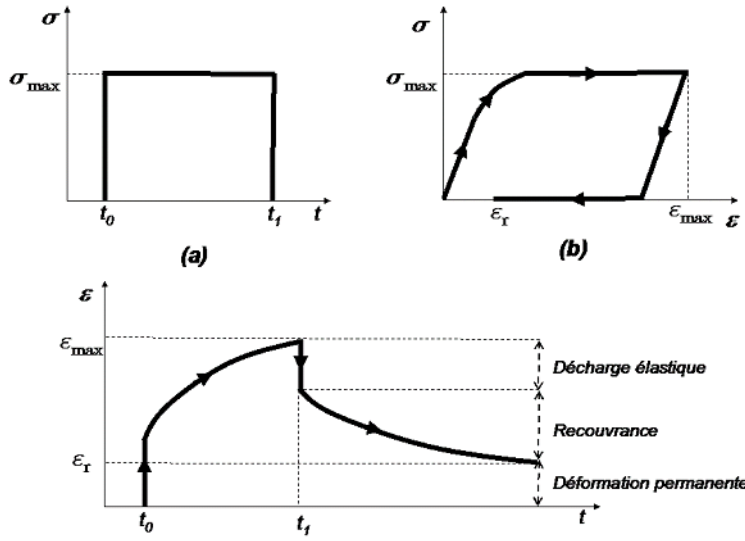 σ
σmax
t0
t1
t
(a)
σ
σmax
εr
εmax
ε
(b)
ε
εmax
εr
t0
t1
t
Décharge élastique
Recouvrance
Déformation permanente